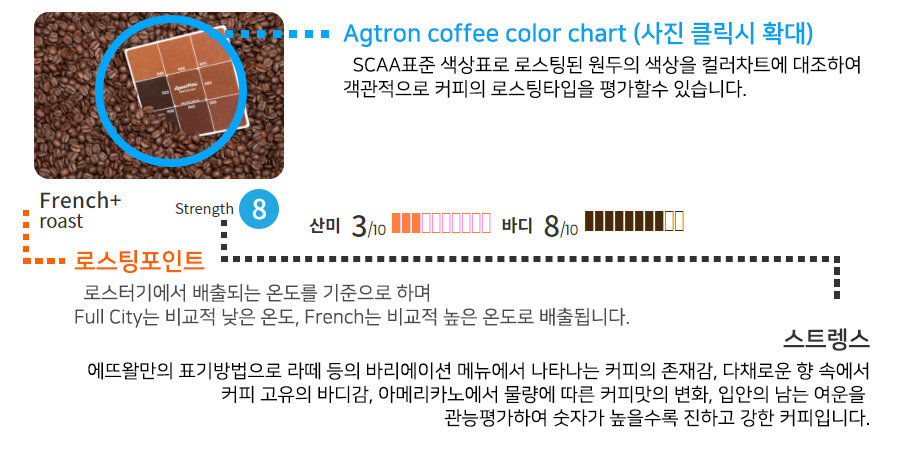 Agtron coffee color chart (사진 클릭시 확대)
SCAA표준 색상표로 로스팅된 원두의 색상을 컬러차트에 대조하여
객관적으로 커피의 로스팅타입을 평가할수 있습니다.
French+
roast
Strength 8
산미 3/10 바디 8/10
로스팅포인트
로스터기에서 배출되는 온도를 기준으로 하며
Full City는 비교적 낮은 온도, French는 비교적 높은 온도로 배출됩니다.
스트렝스
에뜨왈만의 표기방법으로 라떼 등의 바리에이션 메뉴에서 나타나는 커피의 존재감, 다채로운 향 속에서
커피 고유의 바디감, 아메리카노에서 물량에 따른 커피맛의 변화, 입안의 남는 여운을
관능평가하여 숫자가 높을수록 진하고 강한 커피입니다.